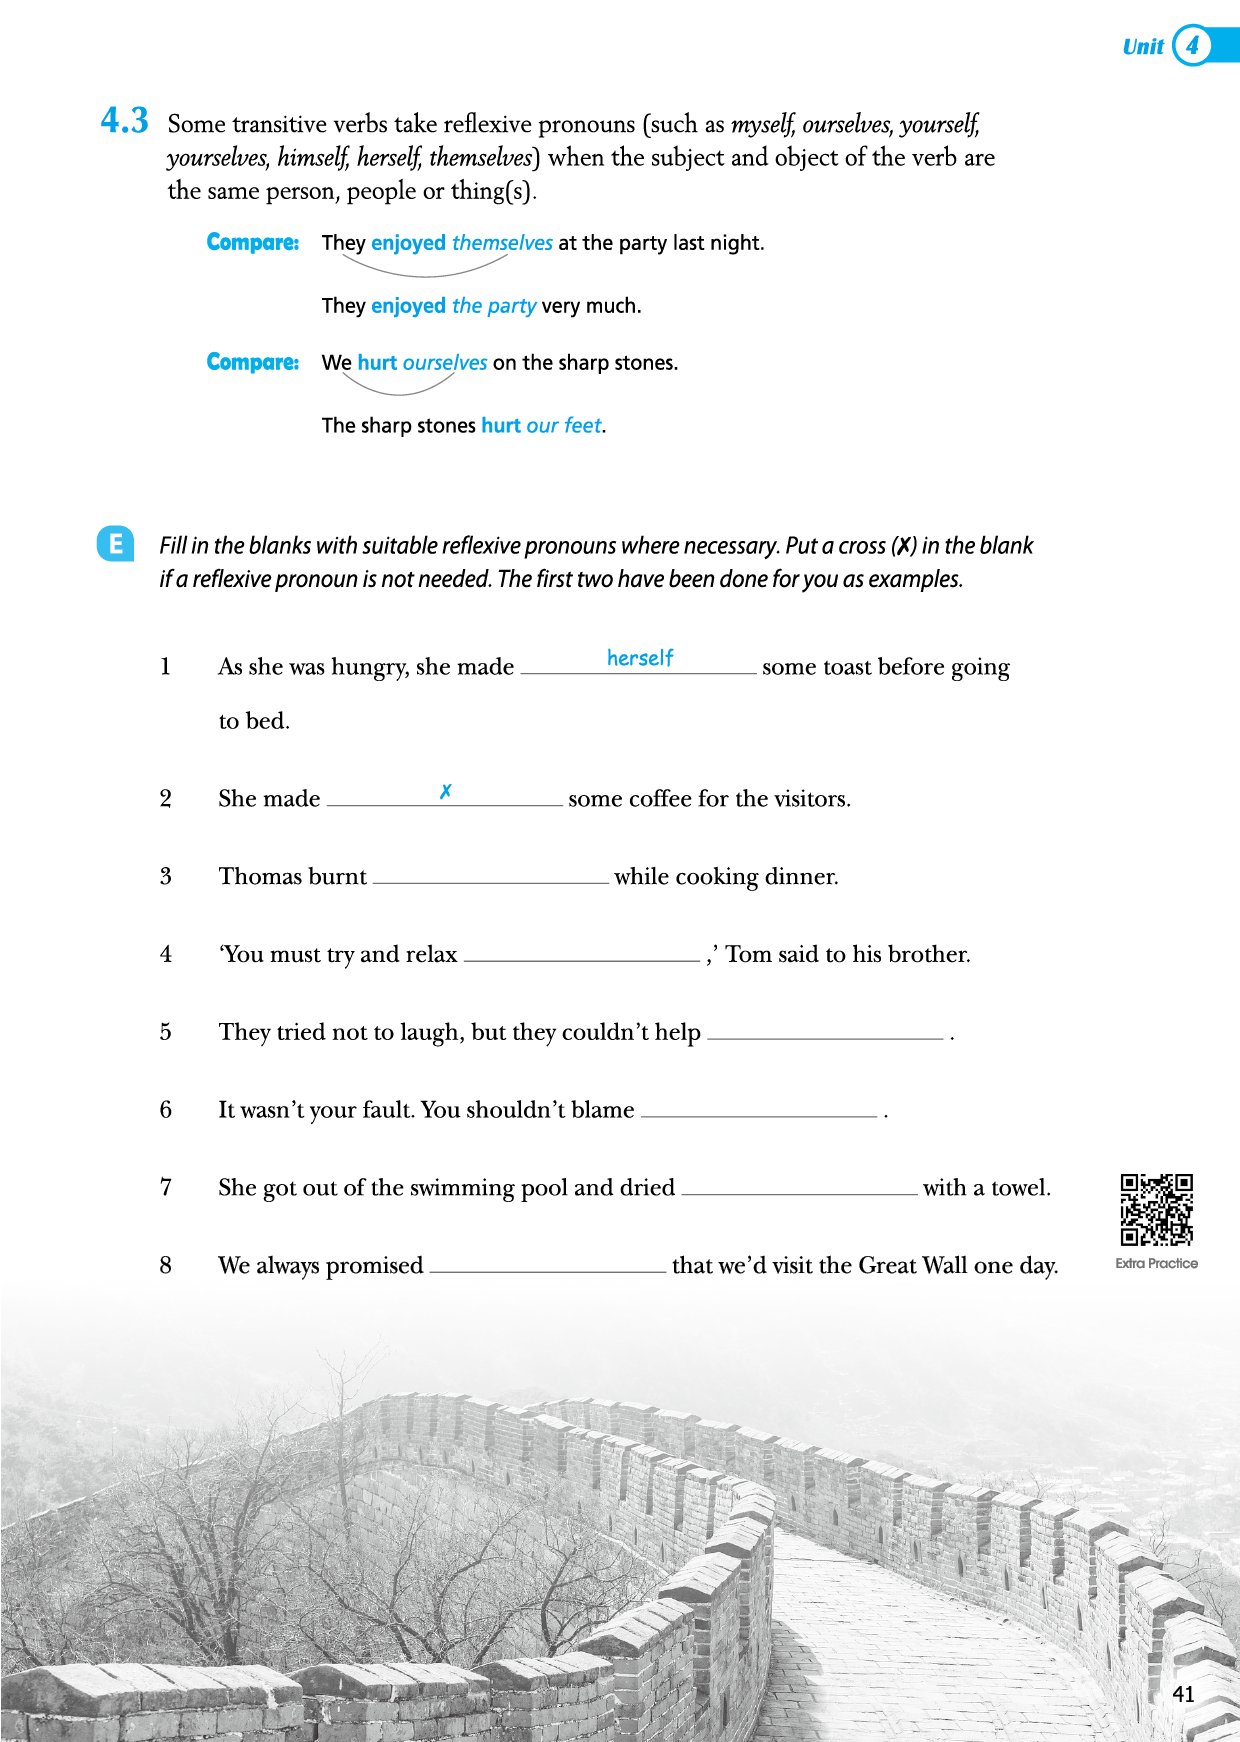 Unit 4
4.3 Some transitive verbs take reflexive pronouns (such as myself, ourselves, yourself,
yourselves, himself, herself, themselves) when the subject and object of the verb are
the same person, people or thing(s).
Compare: They enjoyed themselves at the party last night.
They enjoyed the party very much.
Compare: We hurt ourselves on the sharp stones.
The sharp stones hurt our feet.
E Fill in the blanks with suitable reflexive pronouns where necessary. Put a cross (✗) in the blank
if a reflexive pronoun is not needed. The first two have been done for you as examples.
1 As she was hungry, she made herself some toast before going
to bed.
2 She made ✗ some coffee for the visitors.
3 Thomas burnt ____ while cooking dinner.
4 ‘You must try and relax ____ ,’ Tom said to his brother.
5 They tried not to laugh, but they couldn’t help ____ .
6 It wasn’t your fault. You shouldn’t blame ____ .
7 She got out of the swimming pool and dried ____ with a towel.
8 We always promised ____ that we’d visit the Great Wall one day.
Extra Practice
41